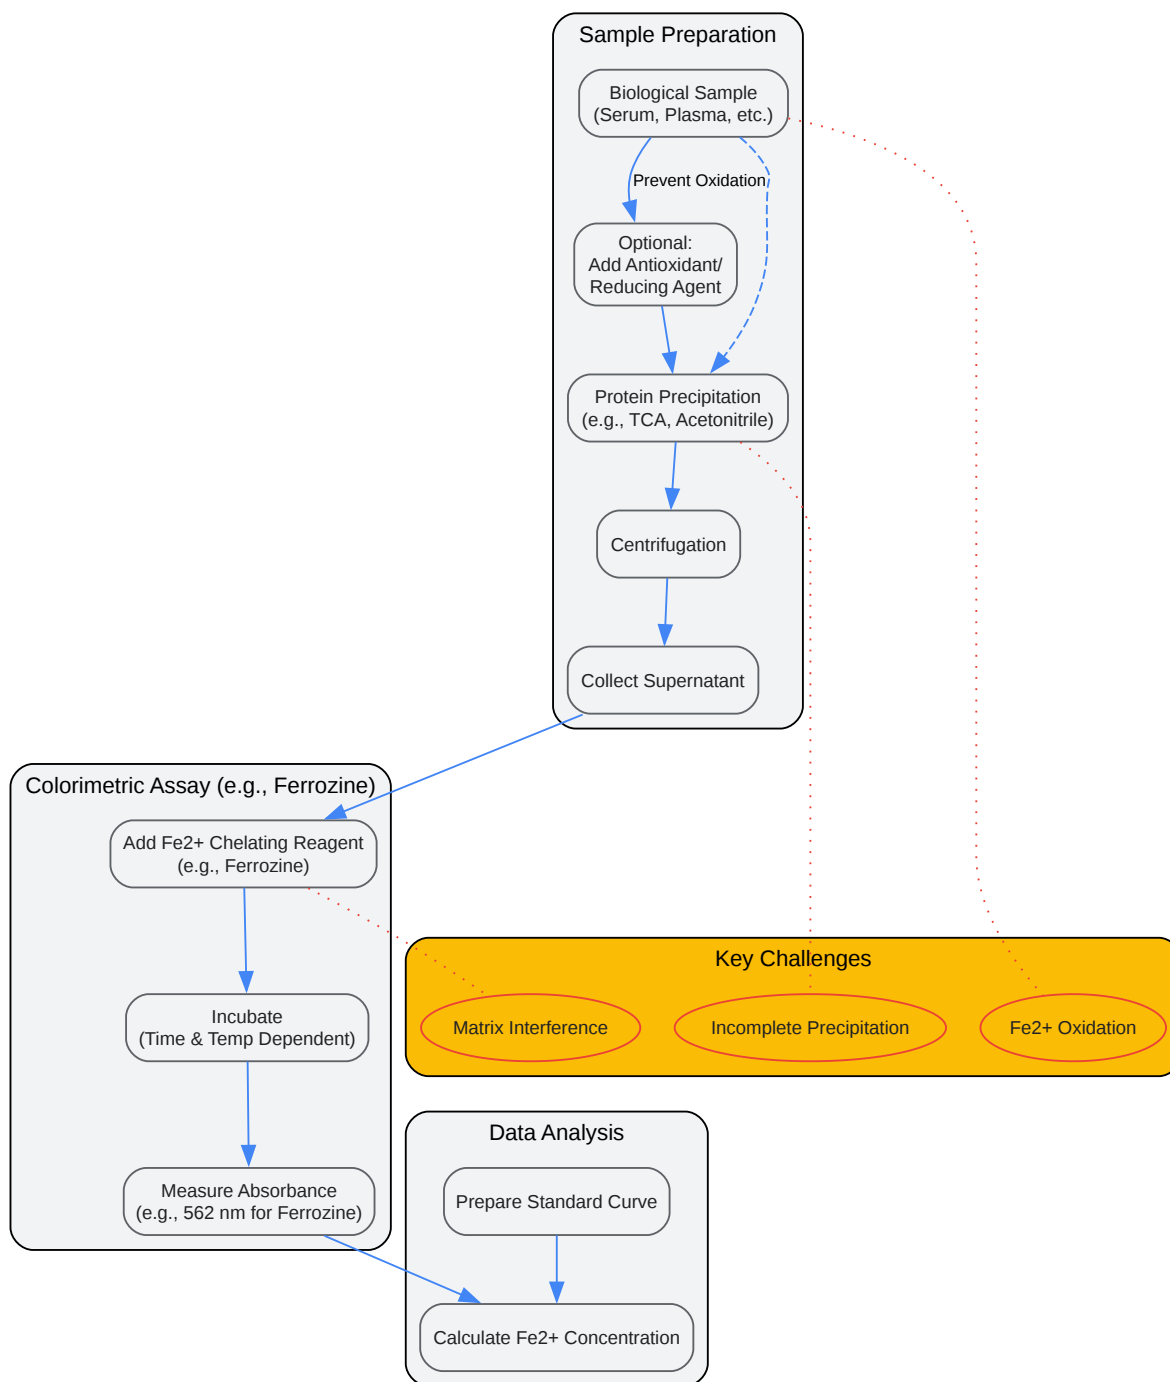 Sample Preparation
Biological Sample
(Serum, Plasma, etc.)
Prevent Oxidation
Optional:
Add Antioxidant/
Reducing Agent
Protein Precipitation
(e.g., TCA, Acetonitrile)
Centrifugation
Collect Supernatant
Colorimetric Assay (e.g., Ferrozine)
Add Fe2+ Chelating Reagent
(e.g., Ferrozine)
Incubate
(Time & Temp Dependent)
Measure Absorbance
(e.g., 562 nm for Ferrozine)
Key Challenges
Matrix Interference
Incomplete Precipitation
Fe2+ Oxidation
Data Analysis
Prepare Standard Curve
Calculate Fe2+ Concentration